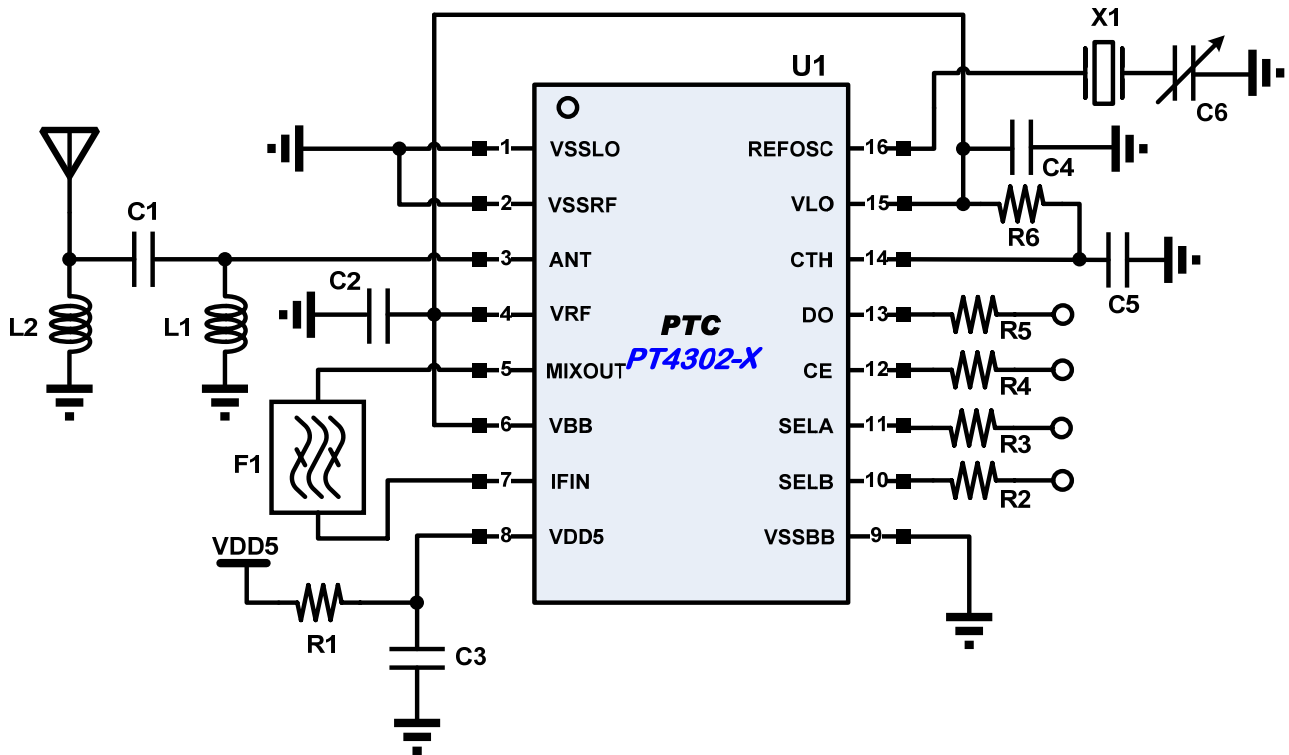 X1
U1
C6
1 VSSLO REFOSC 16
C4
2 VSSRF VLO 15
C1
R6
3 ANT CTH 14
C2
C5
L2
L1
4 VRF DO 13
R5
PTC
PT4302-X
5 MIXOUT CE 12
R4
6 VBB SELA 11
R3
F1
7 IFIN SELB 10
R2
8 VDD5 VSSBB 9
VDD5
R1
C3